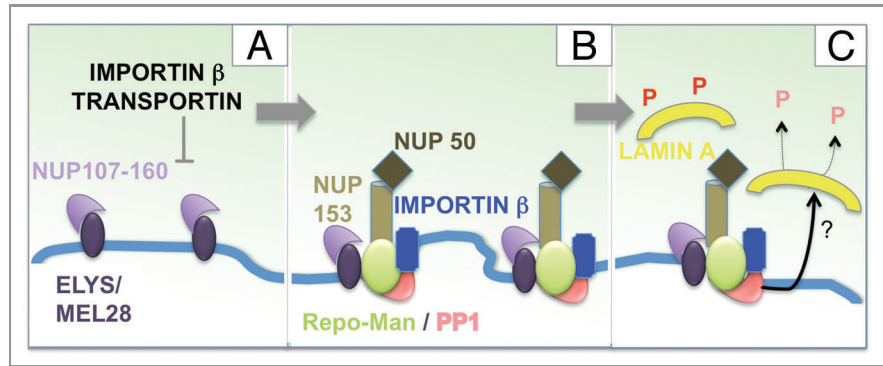 A
IMPORTIN β
TRANSPORTIN
NUP107-160
ELYS/
MEL28
B
NUP 50
NUP
153
IMPORTIN β
Repo-Man / PP1
C
P P
P P
LAMIN A
?